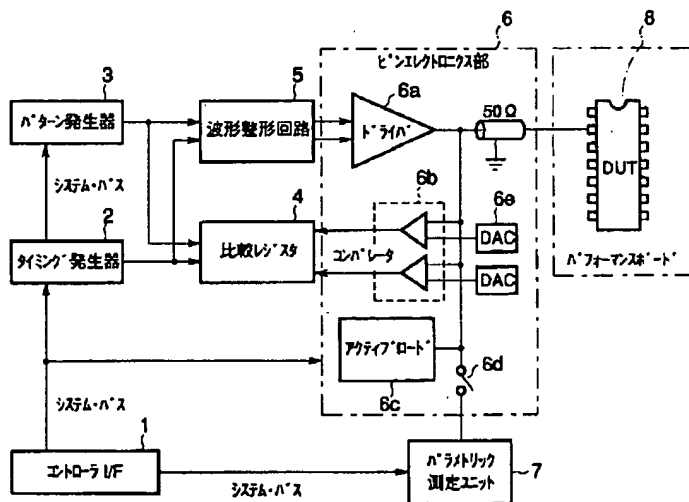 6
8
ピンエレクトロニクス部
3
5
6a
50Ω
パターン発生器
波形整形回路
ドライバ
DUT
システム・バス
6b
6e
2
4
DAC
タイミング発生器
比較レジスタ
コンパレータ
DAC
パフォーマンスボード
アクティブロード
6d
6c
システム・バス
1
コントローラ I/F
システム・バス
パラメトリック
測定ユニット
7